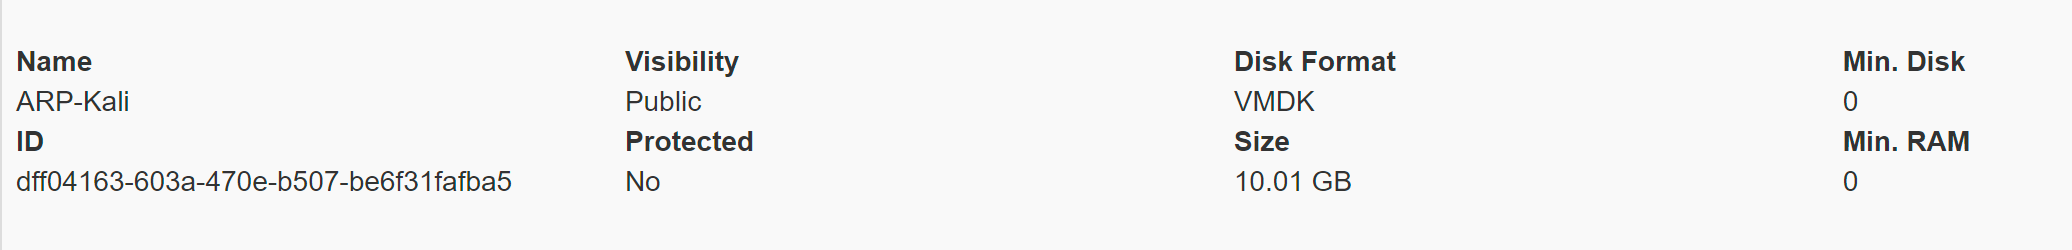 Name Visibility Disk Format Min. Disk
ARP-Kali Public VMDK 0
ID Protected Size Min. RAM
dff04163-603a-470e-b507-be6f31fafba5 No 10.01 GB 0